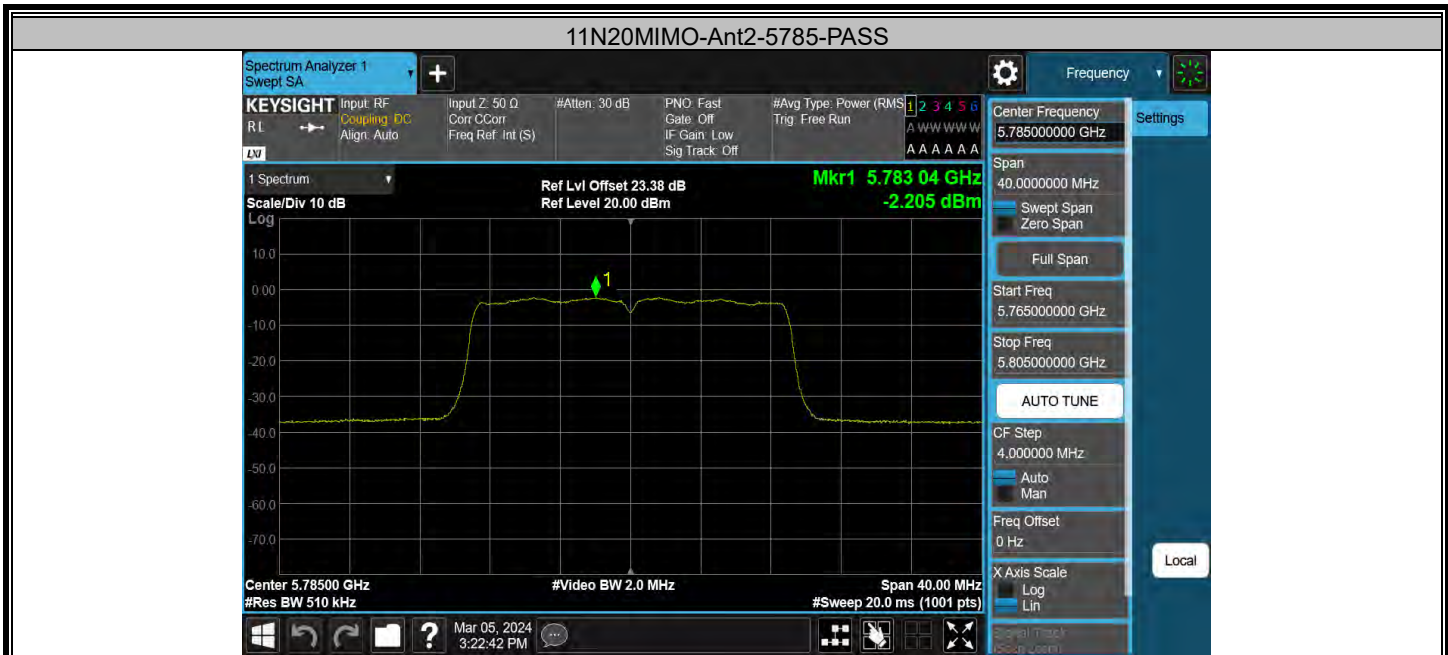 11N20MIMO-Ant2-5785-PASS
Spectrum Analyzer 1
Swept SA
Frequency
KEYSIGHT
RL
LXI
Input: RF
Coupling: DC
Align: Auto
Input Z: 50 Ω
Corr CCorr
Freq Ref: Int (S)
#Atten: 30 dB
PNO: Fast
Gate: Off
IF Gain: Low
Sig Track: Off
#Avg Type: Power (RMS
Trig: Free Run
1 2 3 4 5 6
A W W W W W
A A A A A A
1 Spectrum
Scale/Div 10 dB
Log
Ref Lvl Offset 23.38 dB
Ref Level 20.00 dBm
Mkr1 5.783 04 GHz
-2.205 dBm
1
10.0
0.00
-10.0
-20.0
-30.0
-40.0
-50.0
-60.0
-70.0
Center 5.78500 GHz
#Res BW 510 kHz
#Video BW 2.0 MHz
Span 40.00 MHz
#Sweep 20.0 ms (1001 pts)
Center Frequency
5.785000000 GHz
Span
40.0000000 MHz
Swept Span
Zero Span
Full Span
Start Freq
5.765000000 GHz
Stop Freq
5.805000000 GHz
AUTO TUNE
CF Step
4.000000 MHz
Auto
Man
Freq Offset
0 Hz
X Axis Scale
Log
Lin
Settings
Local
Mar 05, 2024
3:22:42 PM